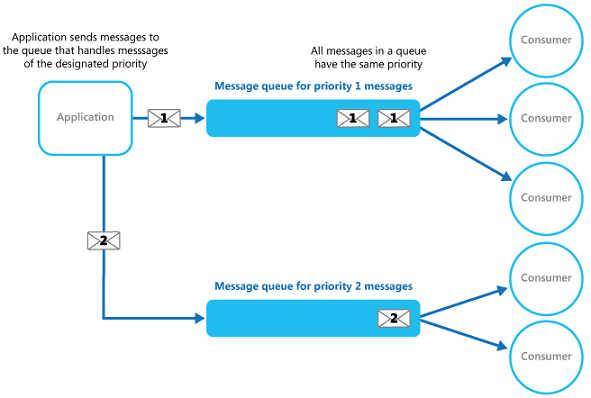 Application sends messages to
the queue that handles messsages
of the designated priority
All messages in a queue
have the same priority
Consumer
Message queue for priority 1 messages
Application
1
1
1
Consumer
Consumer
2
Message queue for priority 2 messages
Consumer
2
Consumer